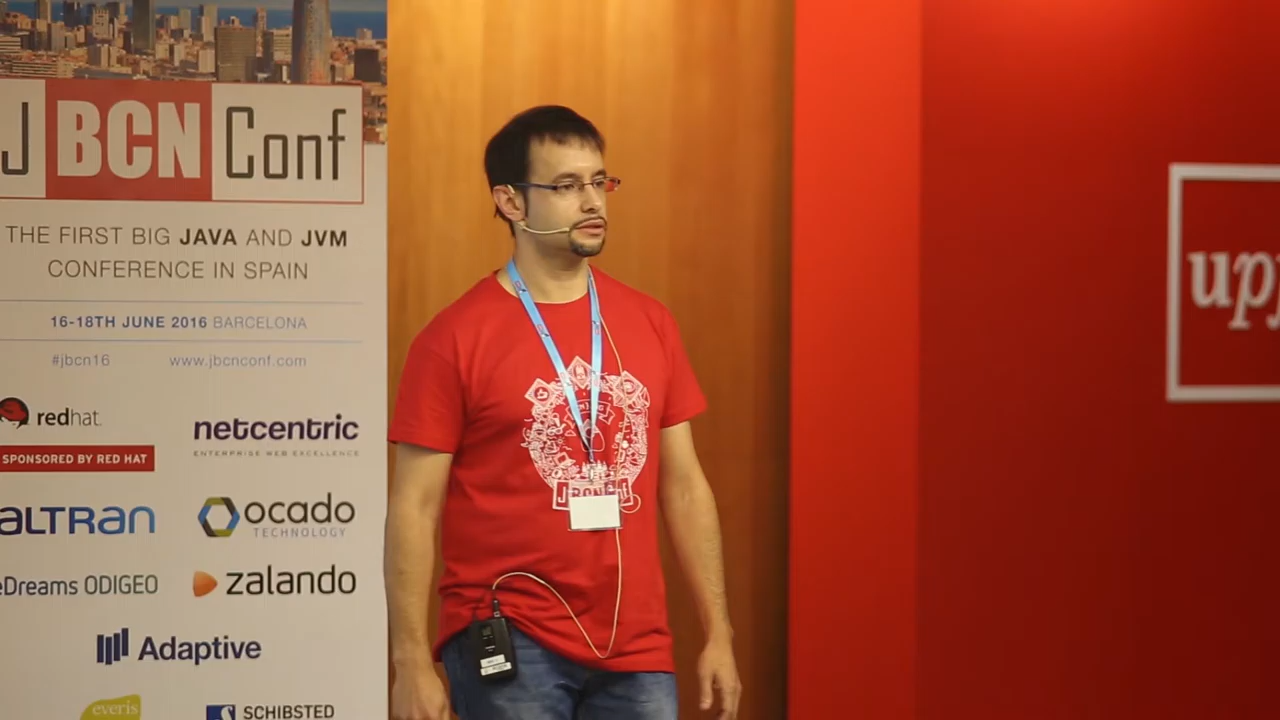 J BCN Conf
THE FIRST BIG JAVA AND JVM
CONFERENCE IN SPAIN
16-18TH JUNE 2016 BARCELONA
#jbcn16 www.jbcnconf.com
redhat.
SPONSORED BY RED HAT
netcentric
ENTERPRISE WEB EXCELLENCE
ALTRAN
ocado
TECHNOLOGY
eDreams ODIGEO
zalando
Adaptive
everis
SCHIBSTED
JBCNConf
up